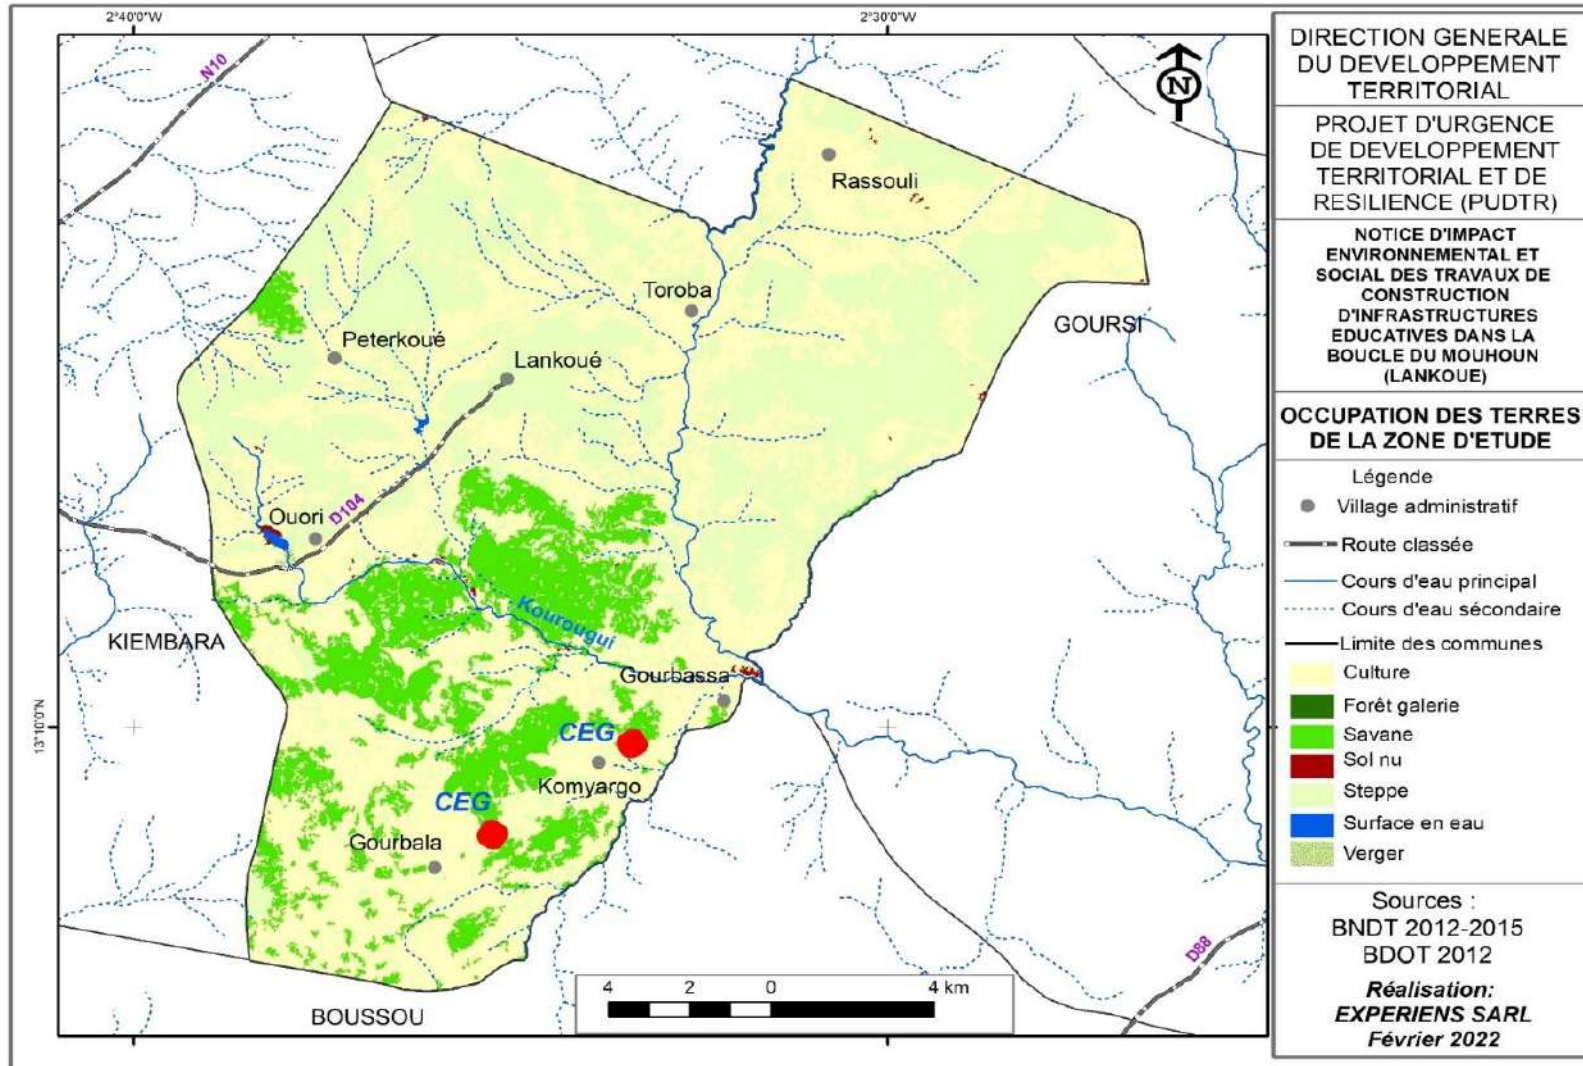 2°40'0"W
2°30'0"W
N10
N
Rassouli
Toroba
GOURSI
Peterkoué
Lankoué
Ouori
D104
Kourougui
KIEMBARA
Gourbassa
13°10'0"N
CEG
Komyargo
CEG
Gourbala
D88
BOUSSOU
4 2 0 4 km
DIRECTION GENERALE
DU DEVELOPPEMENT
TERRITORIAL
PROJET D'URGENCE
DE DEVELOPPEMENT
TERRITORIAL ET DE
RESILIENCE (PUDTR)
NOTICE D'IMPACT
ENVIRONNEMENTAL ET
SOCIAL DES TRAVAUX DE
CONSTRUCTION
D'INFRASTRUCTURES
EDUCATIVES DANS LA
BOUCLE DU MOUHOUN
(LANKOUE)
OCCUPATION DES TERRES
DE LA ZONE D'ETUDE
Légende
Village administratif
Route classée
Cours d'eau principal
Cours d'eau sécondaire
Limite des communes
Culture
Forêt galerie
Savane
Sol nu
Steppe
Surface en eau
Verger
Sources :
BNDT 2012-2015
BDOT 2012
Réalisation:
EXPERIENS SARL
Février 2022